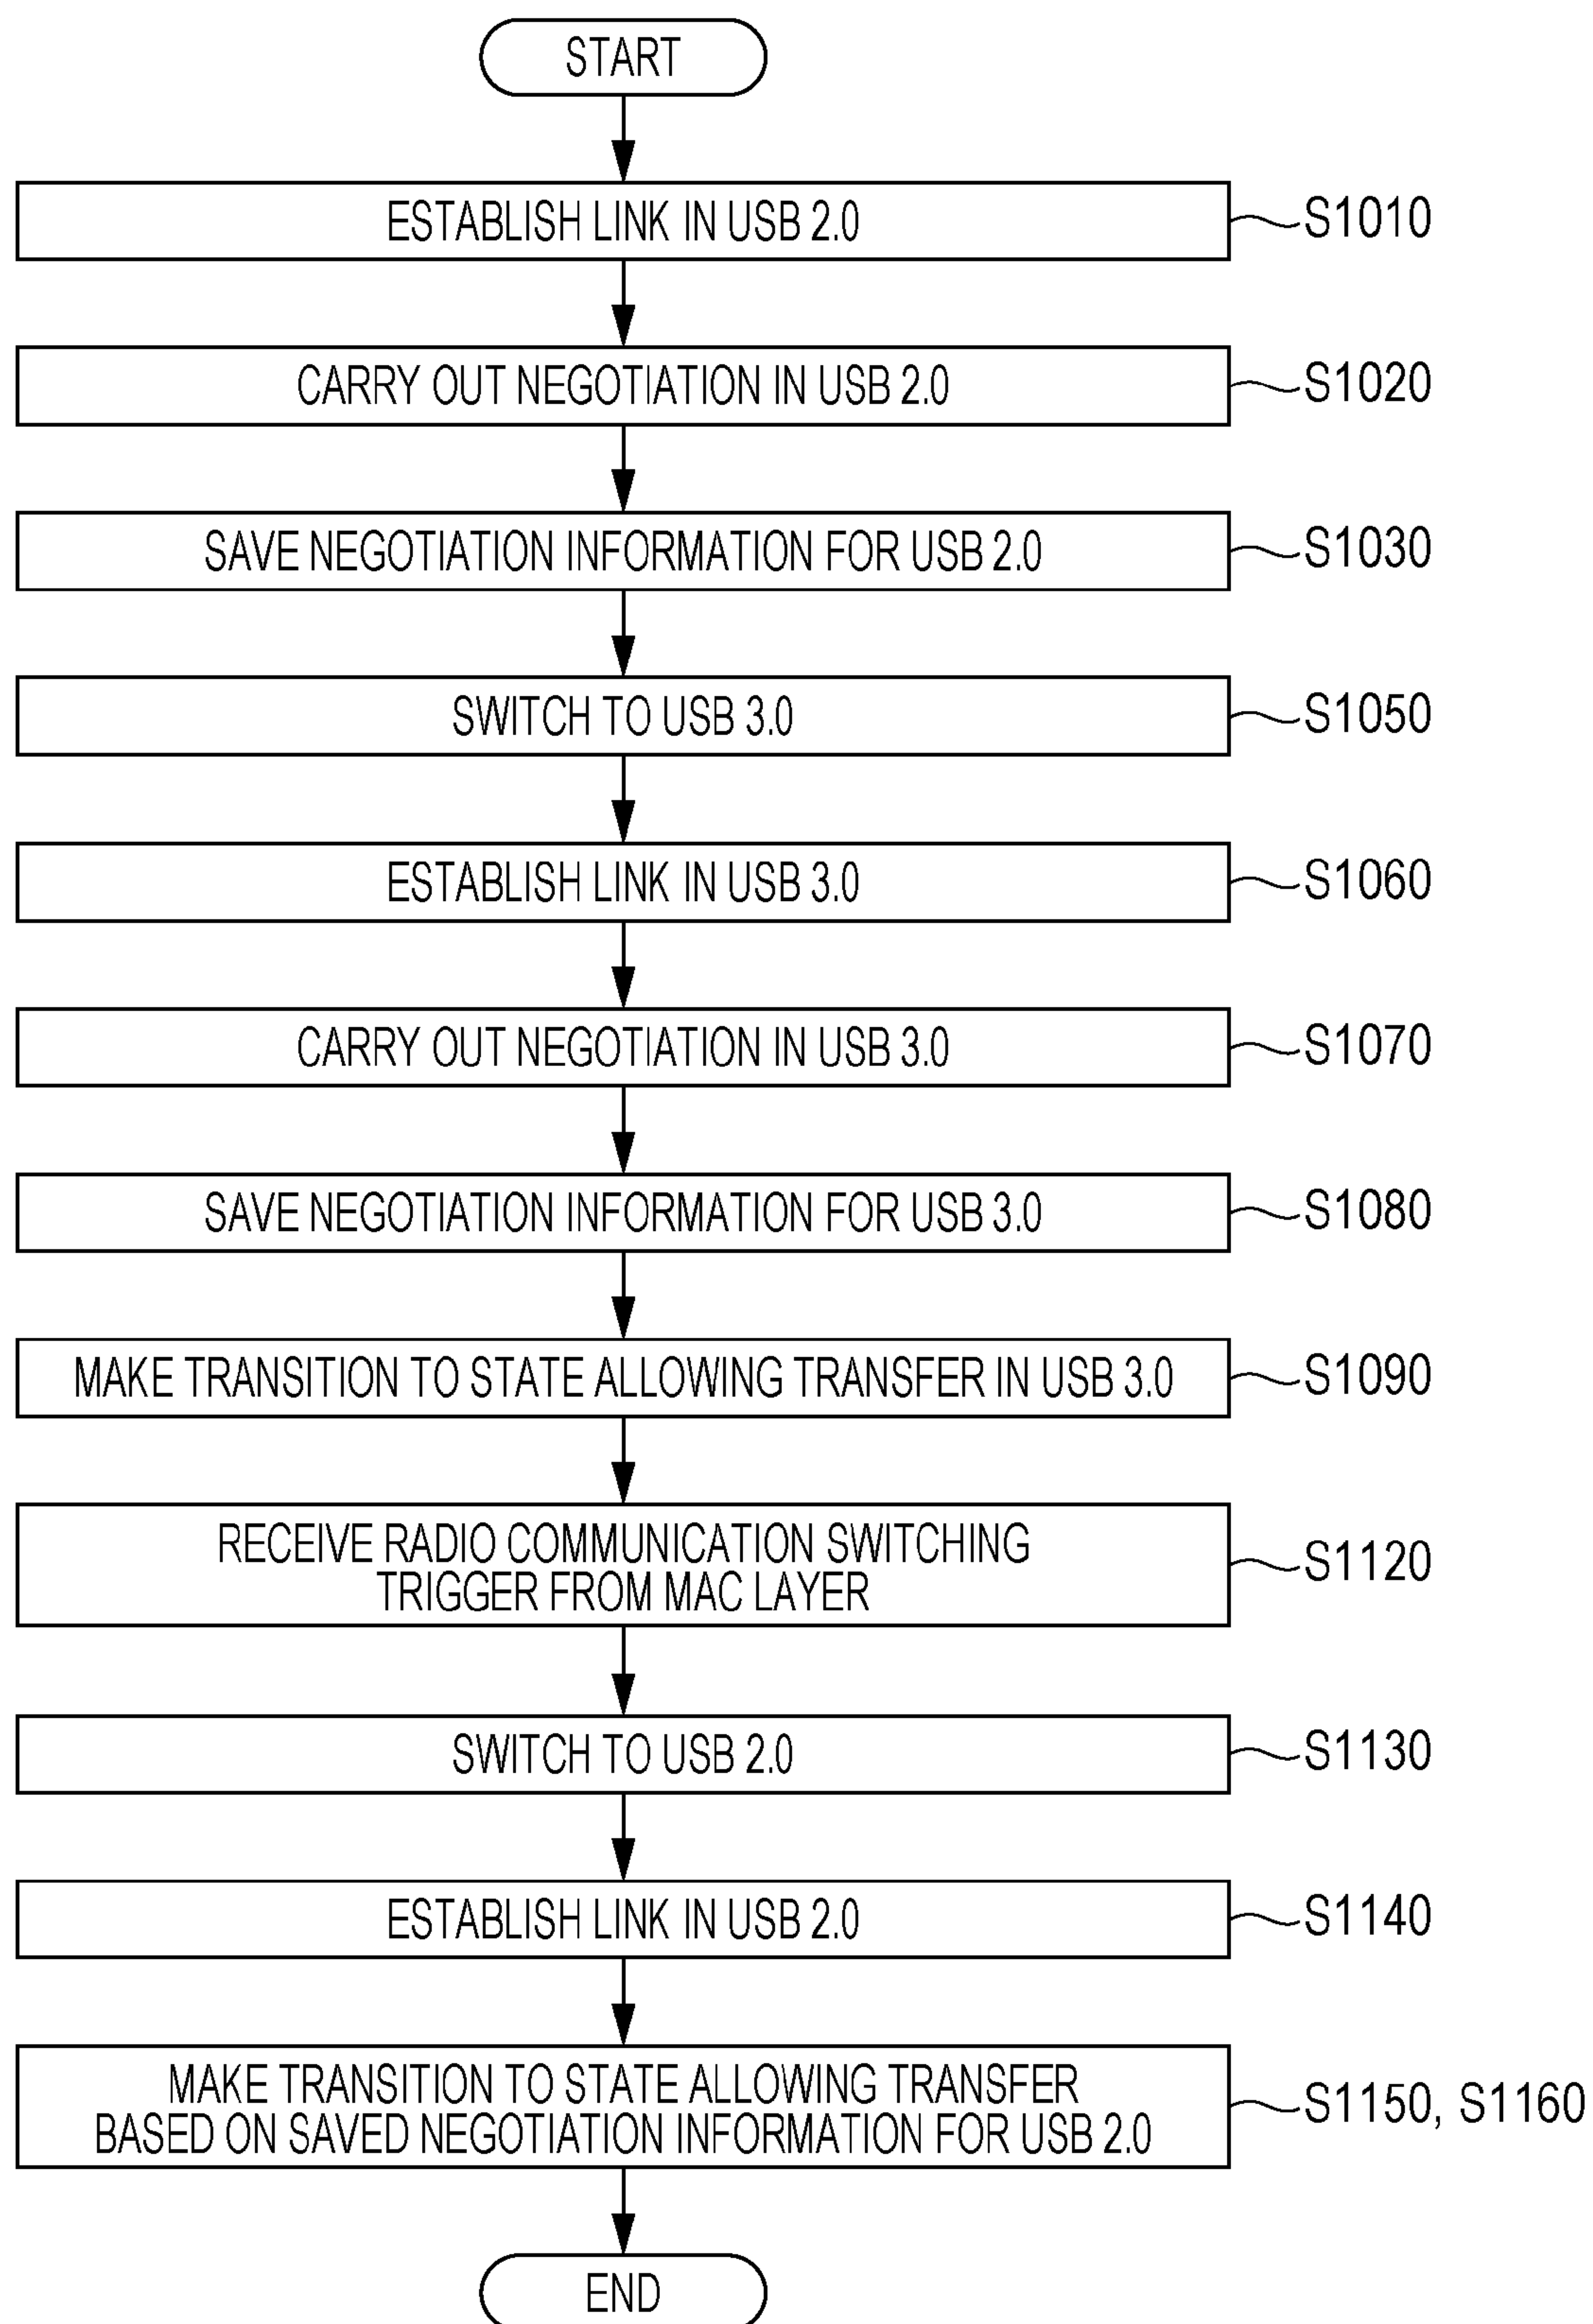 START
ESTABLISH LINK IN USB 2.0
S1010
CARRY OUT NEGOTIATION IN USB 2.0
S1020
SAVE NEGOTIATION INFORMATION FOR USB 2.0
S1030
SWITCH TO USB 3.0
S1050
ESTABLISH LINK IN USB 3.0
S1060
CARRY OUT NEGOTIATION IN USB 3.0
S1070
SAVE NEGOTIATION INFORMATION FOR USB 3.0
S1080
MAKE TRANSITION TO STATE ALLOWING TRANSFER IN USB 3.0
S1090
RECEIVE RADIO COMMUNICATION SWITCHING
TRIGGER FROM MAC LAYER
S1120
SWITCH TO USB 2.0
S1130
ESTABLISH LINK IN USB 2.0
S1140
MAKE TRANSITION TO STATE ALLOWING TRANSFER
BASED ON SAVED NEGOTIATION INFORMATION FOR USB 2.0
S1150, S1160
END